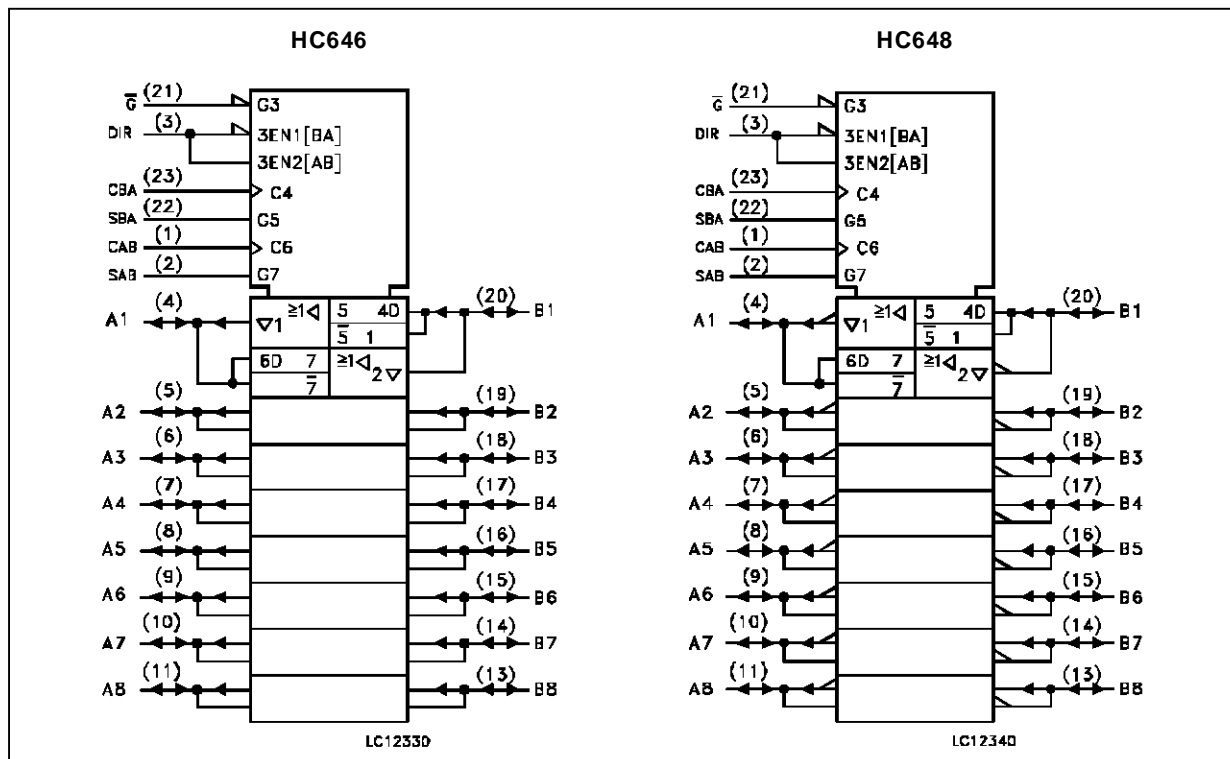 HC646
G̅ (21) G3
DIR (3) 3EN1[BA]
3EN2[AB]
CBA (23) C4
SBA (22) G5
CAB (1) C6
SAB (2) G7
A1 (4) ▽1 ≥1◁ 5 4D (20) B1
5̅ 1
6D 7 ≥1◁
7̅ 2▽
A2 (5) (19) B2
A3 (6) (18) B3
A4 (7) (17) B4
A5 (8) (16) B5
A6 (9) (15) B6
A7 (10) (14) B7
A8 (11) (13) B8
LC12330
HC648
G̅ (21) G3
DIR (3) 3EN1[BA]
3EN2[AB]
CBA (23) C4
SBA (22) G5
CAB (1) C6
SAB (2) G7
A1 (4) ▽1 ≥1◁ 5 4D (20) B1
5̅ 1
6D 7 ≥1◁
7̅ 2▽
A2 (5) (19) B2
A3 (6) (18) B3
A4 (7) (17) B4
A5 (8) (16) B5
A6 (9) (15) B6
A7 (10) (14) B7
A8 (11) (13) B8
LC12340